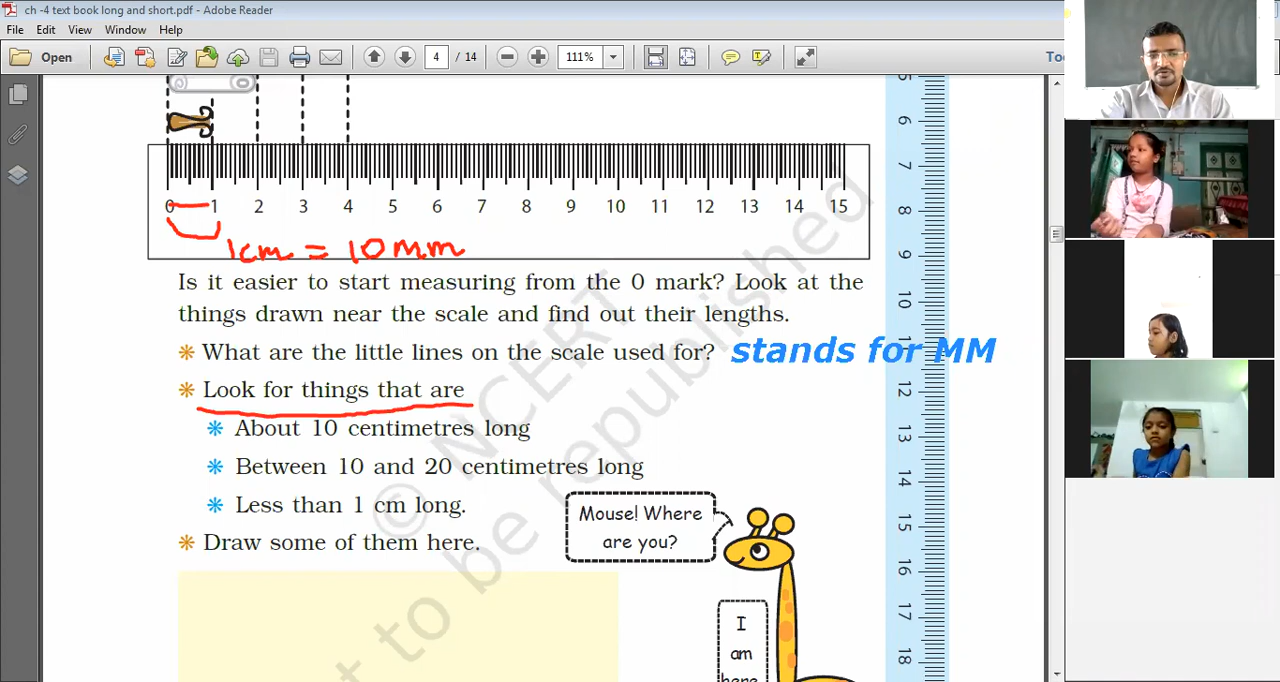 ch -4 text book long and short.pdf - Adobe Reader
File Edit View Window Help
Open 4 / 14 111% To
0 1 2 3 4 5 6 7 8 9 10 11 12 13 14 15
1cm = 10 mm
Is it easier to start measuring from the 0 mark? Look at the
things drawn near the scale and find out their lengths.
What are the little lines on the scale used for? stands for MM
Look for things that are
About 10 centimetres long
Between 10 and 20 centimetres long
Less than 1 cm long.
Draw some of them here.
Mouse! Where
are you?
I
am
here
5
6
7
8
9
10
11
12
13
14
15
16
17
18
© NCERT
not to be republished